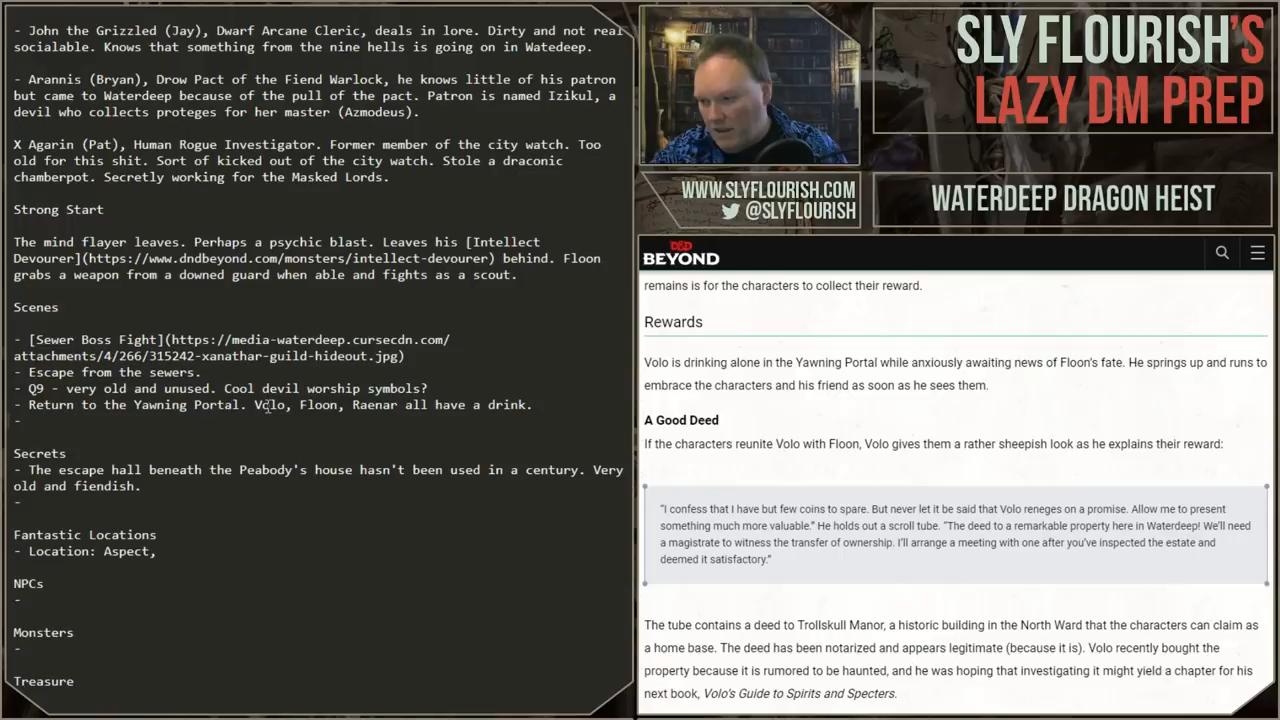 - John the Grizzled (Jay), Dwarf Arcane Cleric, deals in lore. Dirty and not real
socialable. Knows that something from the nine hells is going on in Watedeep.
- Arannis (Bryan), Drow Pact of the Fiend Warlock, he knows little of his patron
but came to Waterdeep because of the pull of the pact. Patron is named Izikul, a
devil who collects proteges for her master (Azmodeus).
X Agarin (Pat), Human Rogue Investigator. Former member of the city watch. Too
old for this shit. Sort of kicked out of the city watch. Stole a draconic
chamberpot. Secretly working for the Masked Lords.
Strong Start
The mind flayer leaves. Perhaps a psychic blast. Leaves his [Intellect
Devourer](https://www.dndbeyond.com/monsters/intellect-devourer) behind. Floon
grabs a weapon from a downed guard when able and fights as a scout.
Scenes
- [Sewer Boss Fight](https://media-waterdeep.cursecdn.com/
attachments/4/266/315242-xanathar-guild-hideout.jpg)
- Escape from the sewers.
- Q9 - very old and unused. Cool devil worship symbols?
- Return to the Yawning Portal. Volo, Floon, Raenar all have a drink.
-
Secrets
- The escape hall beneath the Peabody's house hasn't been used in a century. Very
old and fiendish.
-
Fantastic Locations
- Location: Aspect,
NPCs
-
Monsters
-
Treasure
SLY FLOURISH'S
LAZY DM PREP
WWW.SLYFLOURISH.COM
@SLYFLOURISH
WATERDEEP DRAGON HEIST
D&D
BEYOND
remains is for the characters to collect their reward.
Rewards
Volo is drinking alone in the Yawning Portal while anxiously awaiting news of Floon's fate. He springs up and runs to
embrace the characters and his friend as soon as he sees them.
A Good Deed
If the characters reunite Volo with Floon, Volo gives them a rather sheepish look as he explains their reward:
"I confess that I have but few coins to spare. But never let it be said that Volo reneges on a promise. Allow me to present
something much more valuable." He holds out a scroll tube. "The deed to a remarkable property here in Waterdeep! We'll need
a magistrate to witness the transfer of ownership. I'll arrange a meeting with one after you've inspected the estate and
deemed it satisfactory."
The tube contains a deed to Trollskull Manor, a historic building in the North Ward that the characters can claim as
a home base. The deed has been notarized and appears legitimate (because it is). Volo recently bought the
property because it is rumored to be haunted, and he was hoping that investigating it might yield a chapter for his
next book, Volo's Guide to Spirits and Specters.